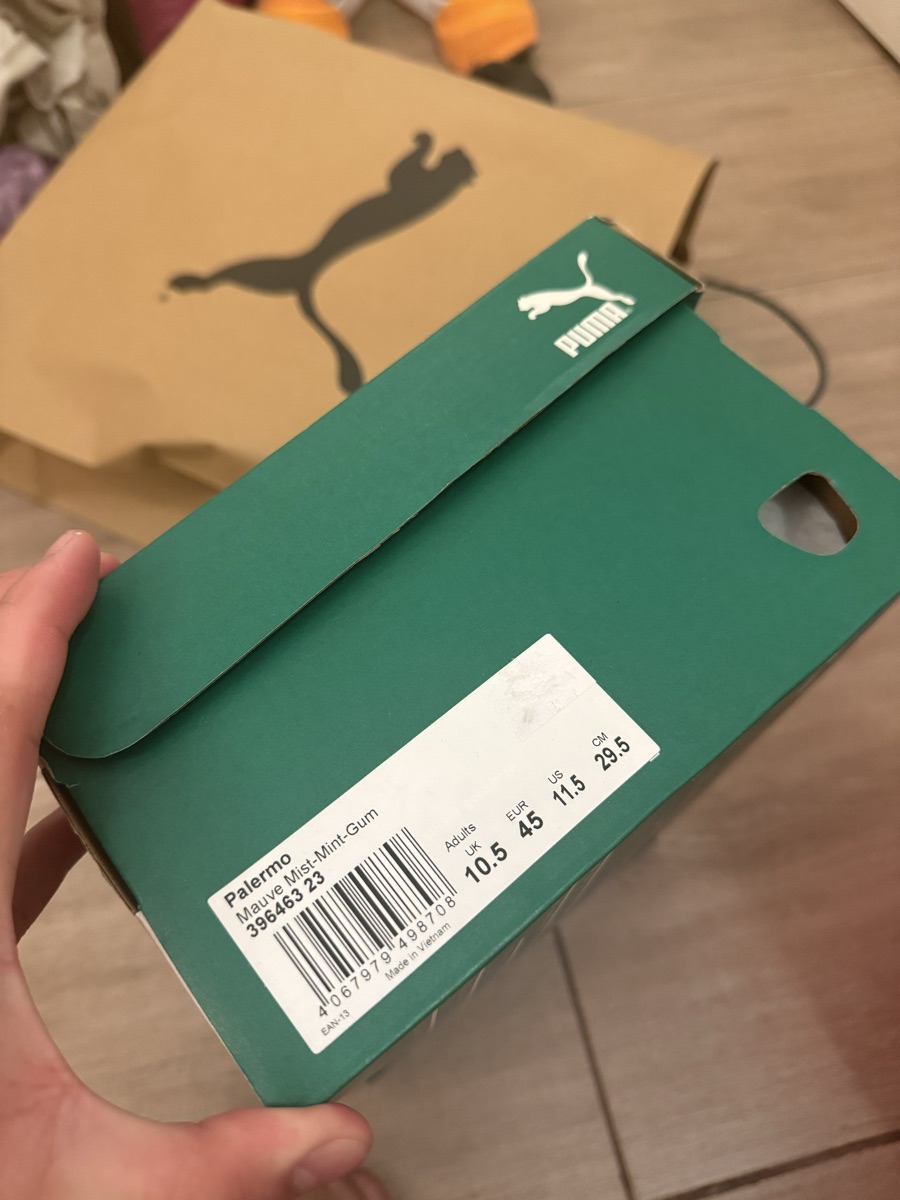 PUMA
Palermo
Mauve Mist-Mint-Gum
396463 23
4 067979 498708
EAN-13
Made in Vietnam
Adults
UK
10.5
EUR
45
US
11.5
CM
29.5